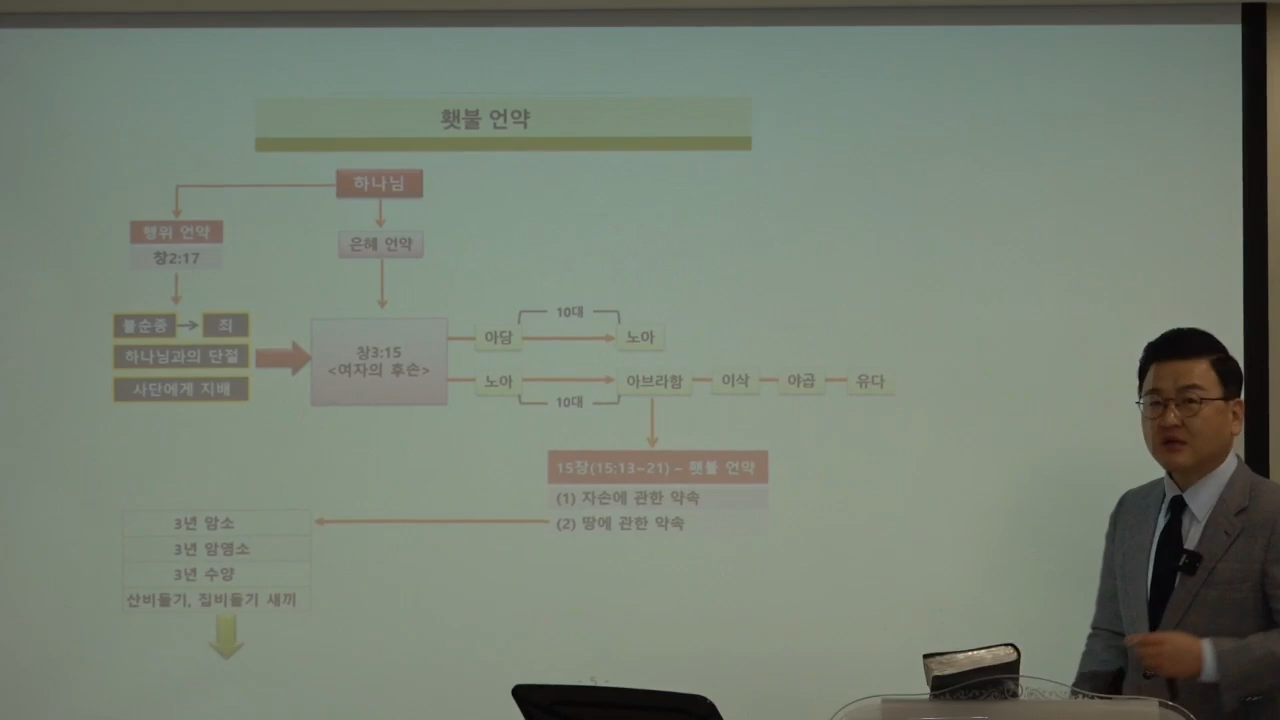 횃불 언약
하나님
행위 언약
창2:17
은혜 언약
불순종
죄
하나님과의 단절
사단에게 지배
창3:15
<여자의 후손>
10대
아담
노아
노아
아브라함
이삭
야곱
유다
10대
15장(15:13~21) – 횃불 언약
(1) 자손에 관한 약속
(2) 땅에 관한 약속
3년 암소
3년 암염소
3년 수양
산비둘기, 집비둘기 새끼
- 5 -